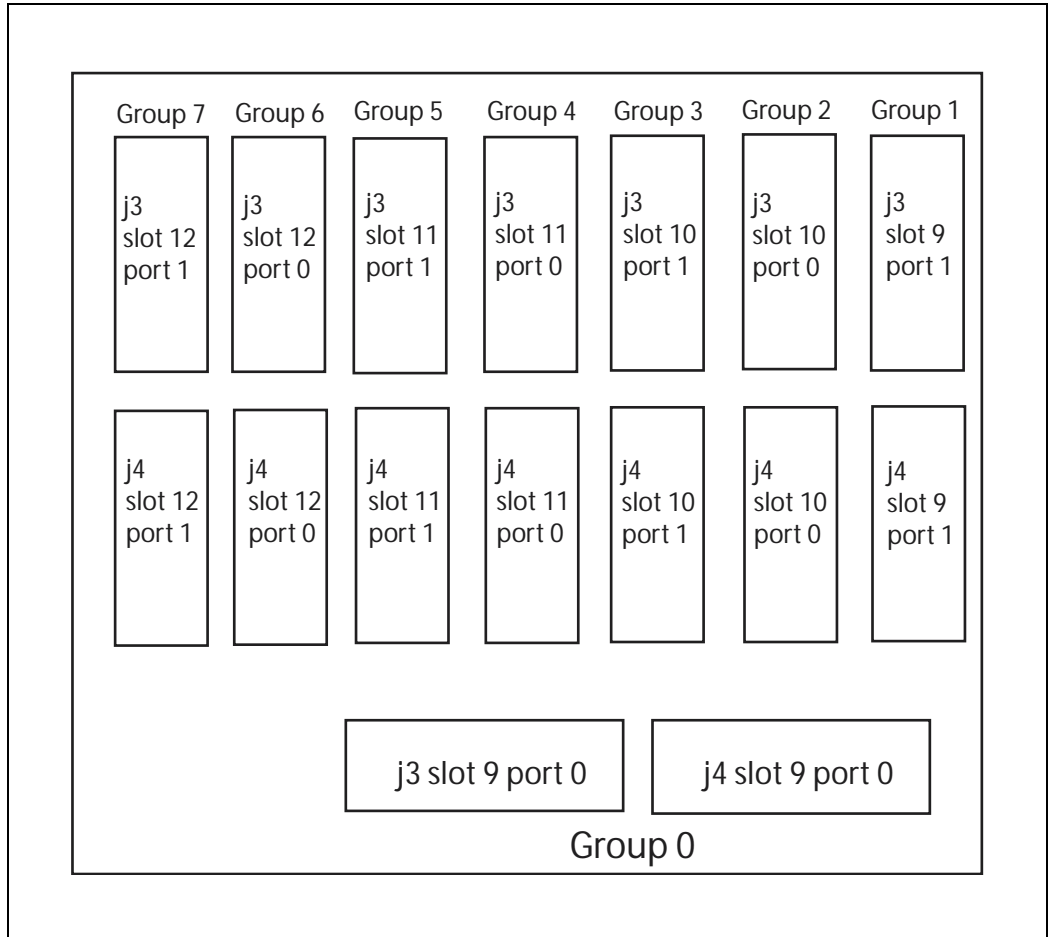 Group 7 Group 6 Group 5 Group 4 Group 3 Group 2 Group 1
j3
slot 12
port 1
j3
slot 12
port 0
j3
slot 11
port 1
j3
slot 11
port 0
j3
slot 10
port 1
j3
slot 10
port 0
j3
slot 9
port 1
j4
slot 12
port 1
j4
slot 12
port 0
j4
slot 11
port 1
j4
slot 11
port 0
j4
slot 10
port 1
j4
slot 10
port 0
j4
slot 9
port 1
j3 slot 9 port 0
j4 slot 9 port 0
Group 0